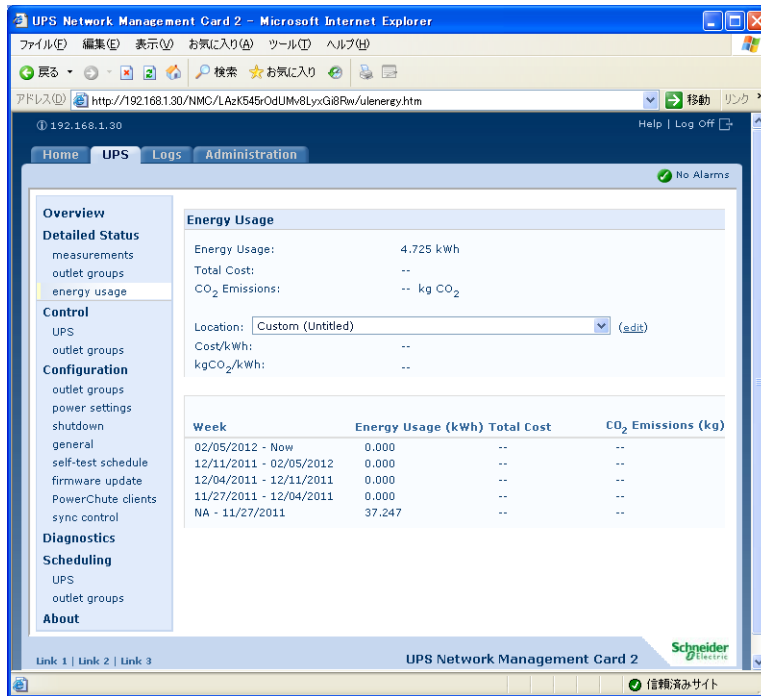 UPS Network Management Card 2 - Microsoft Internet Explorer
ファイル(F) 編集(E) 表示(V) お気に入り(A) ツール(T) ヘルプ(H)
戻る 検索 お気に入り
アドレス(D) http://192.168.1.30/NMC/LAzK545rOdUMv8LyxGi8Rw/ulenergy.htm 移動 リンク »
192.168.1.30 Help | Log Off
Home UPS Logs Administration
No Alarms
Overview
Detailed Status
measurements
outlet groups
energy usage
Control
UPS
outlet groups
Configuration
outlet groups
power settings
shutdown
general
self-test schedule
firmware update
PowerChute clients
sync control
Diagnostics
Scheduling
UPS
outlet groups
About
Energy Usage
Energy Usage: 4.725 kWh
Total Cost: --
CO2 Emissions: -- kg CO2
Location: Custom (Untitled) (edit)
Cost/kWh: --
kgCO2/kWh: --
Week Energy Usage (kWh) Total Cost CO2 Emissions (kg)
02/05/2012 - Now 0.000 -- --
12/11/2011 - 02/05/2012 0.000 -- --
12/04/2011 - 12/11/2011 0.000 -- --
11/27/2011 - 12/04/2011 0.000 -- --
NA - 11/27/2011 37.247 -- --
Link 1 | Link 2 | Link 3
UPS Network Management Card 2
Schneider
Electric
信頼済みサイト